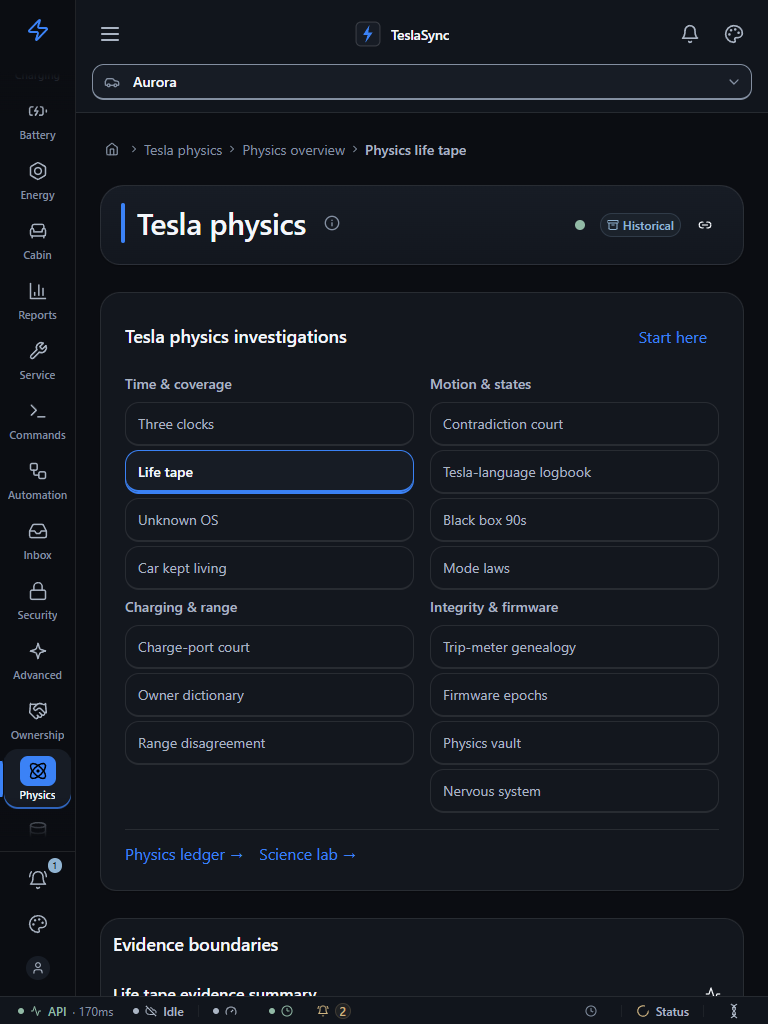 TeslaSync
Aurora
Charging
Battery
Energy
Cabin
Reports
Service
Commands
Automation
Inbox
Security
Advanced
Ownership
Physics
1
Tesla physics > Physics overview > Physics life tape
Tesla physics
Historical
Tesla physics investigations
Start here
Time & coverage
Three clocks
Life tape
Unknown OS
Car kept living
Motion & states
Contradiction court
Tesla-language logbook
Black box 90s
Mode laws
Charging & range
Charge-port court
Owner dictionary
Range disagreement
Integrity & firmware
Trip-meter genealogy
Firmware epochs
Physics vault
Nervous system
Physics ledger → Science lab →
Evidence boundaries
Life tape evidence summary
API · 170ms Idle 2 Status